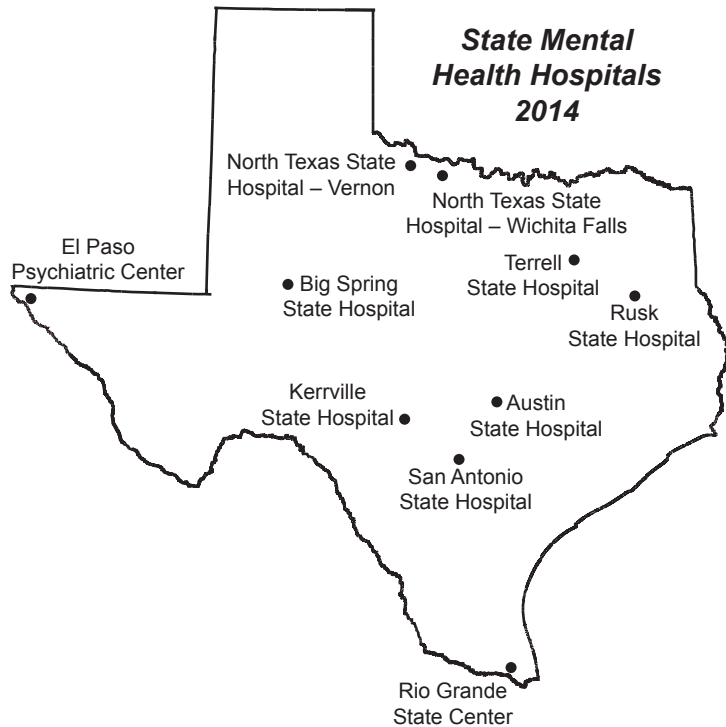 State Mental
Health Hospitals
2014
North Texas State
Hospital – Vernon
North Texas State
Hospital – Wichita Falls
El Paso
Psychiatric Center
Big Spring
State Hospital
Terrell
State Hospital
Rusk
State Hospital
Kerrville
State Hospital
Austin
State Hospital
San Antonio
State Hospital
Rio Grande
State Center